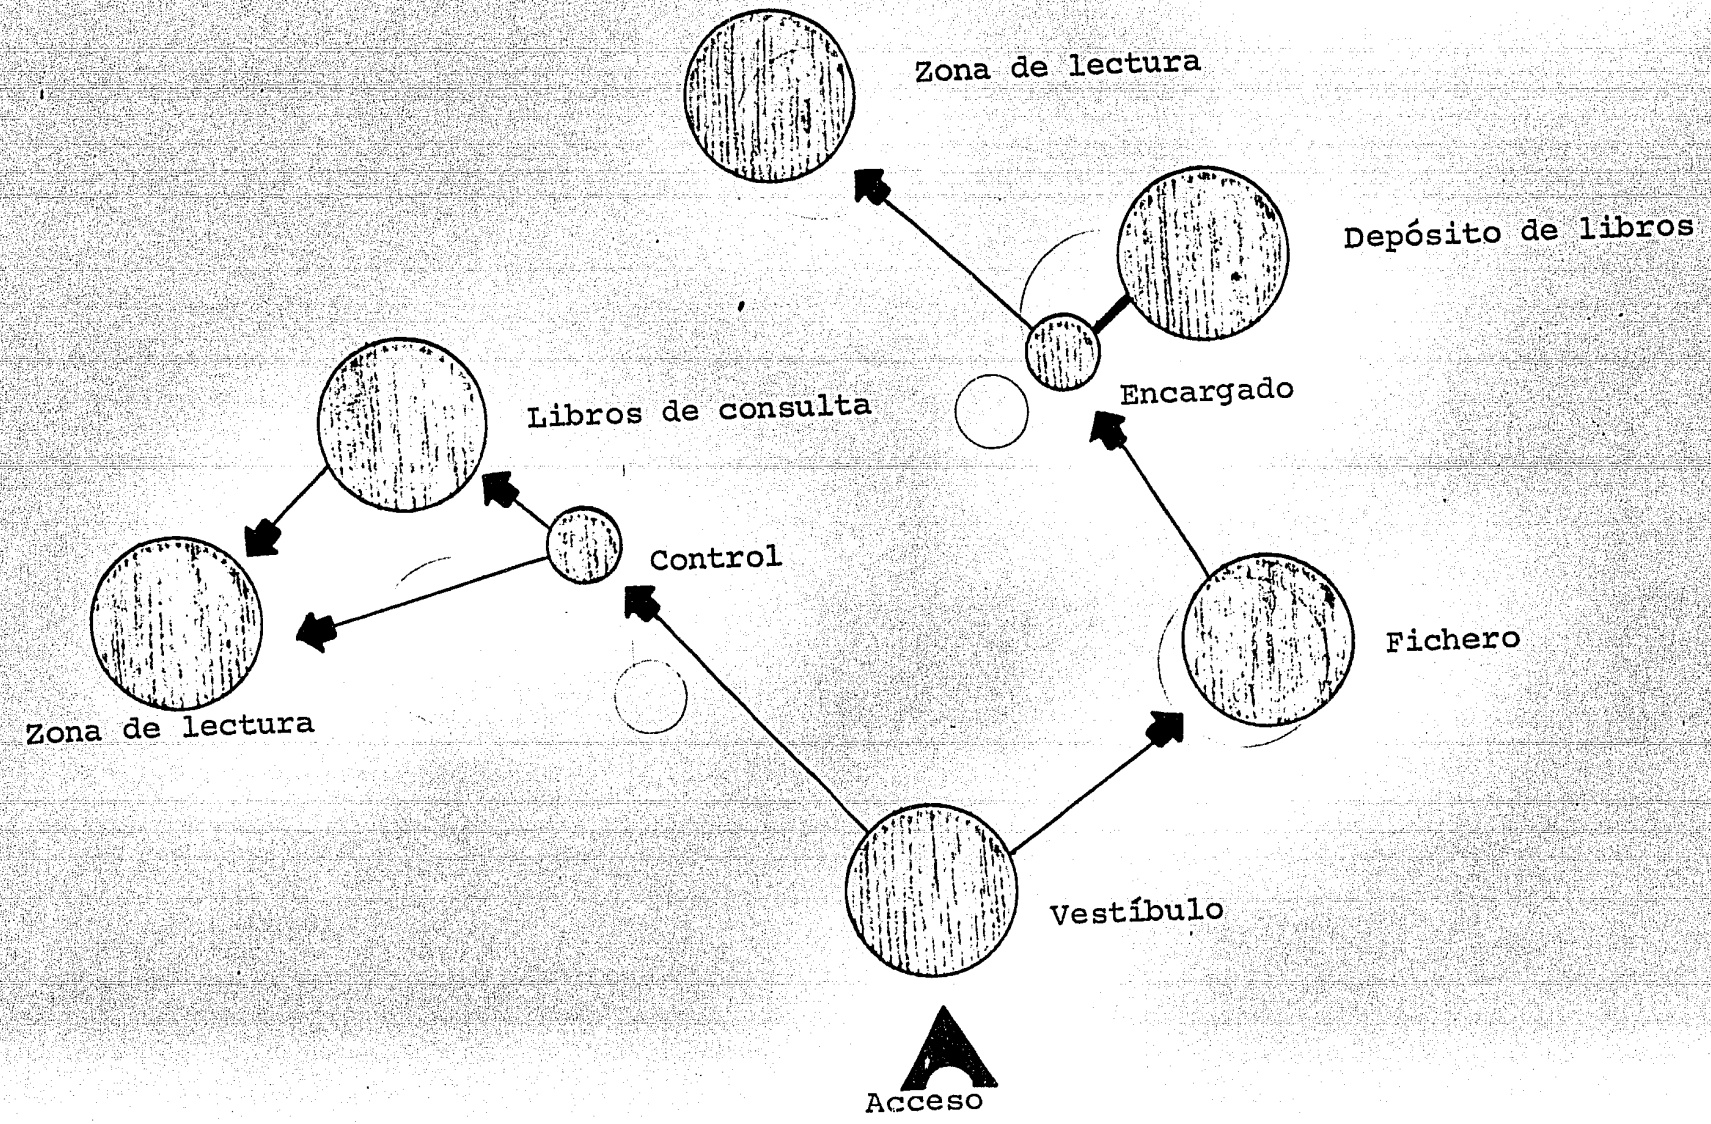 Zona de lectura
Depósito de libros
Encargado
Libros de consulta
Control
Fichero
Zona de lectura
Vestíbulo
Acceso